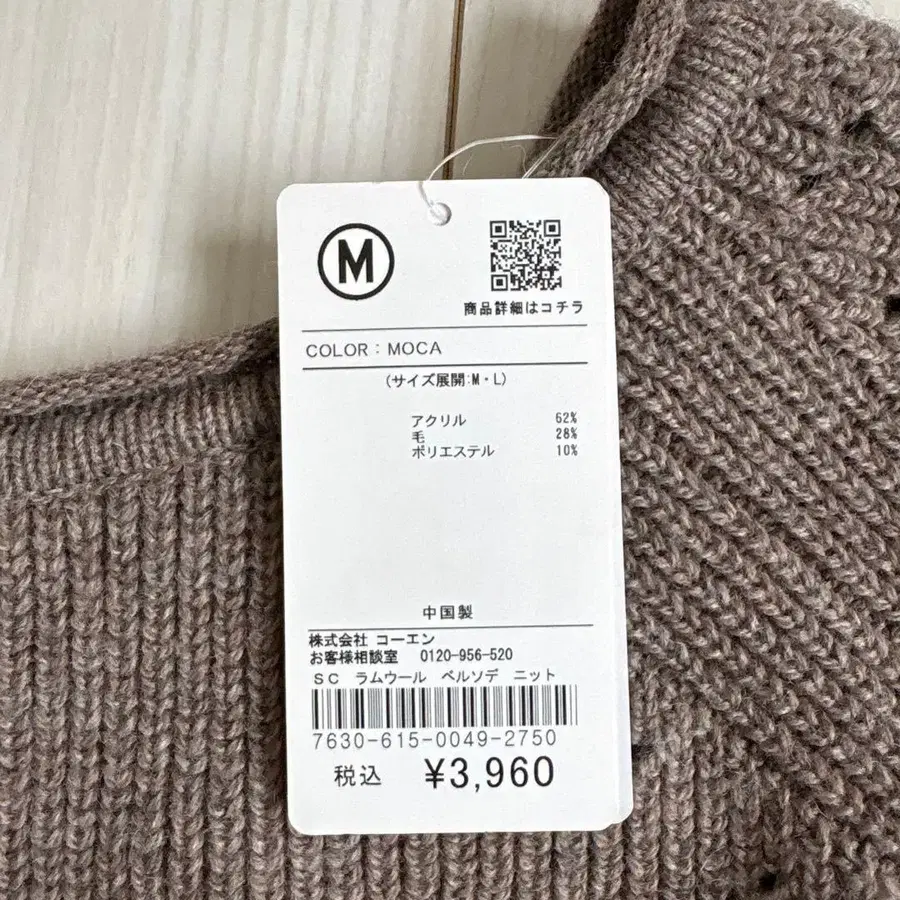 M
商品詳細はコチラ
COLOR：MOCA
(サイズ展開:M・L)
アクリル 62%
毛 28%
ポリエステル 10%
中国製
株式会社 コーエン
お客様相談室 0120-956-520
SC ラムウール ペルソデ ニット
7630-615-0049-2750
税込 ¥3,960